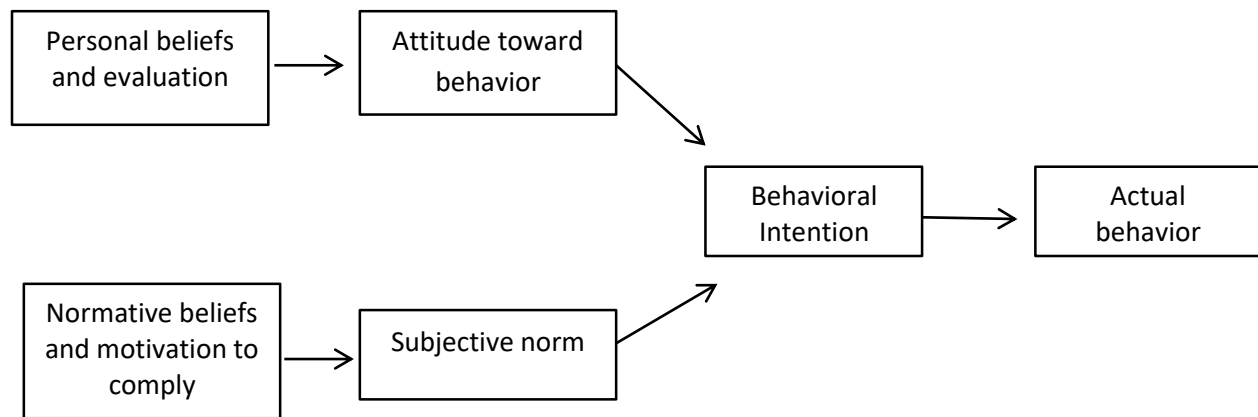 Personal beliefs
and evaluation
Attitude toward
behavior
Behavioral
Intention
Actual
behavior
Normative beliefs
and motivation to
comply
Subjective norm